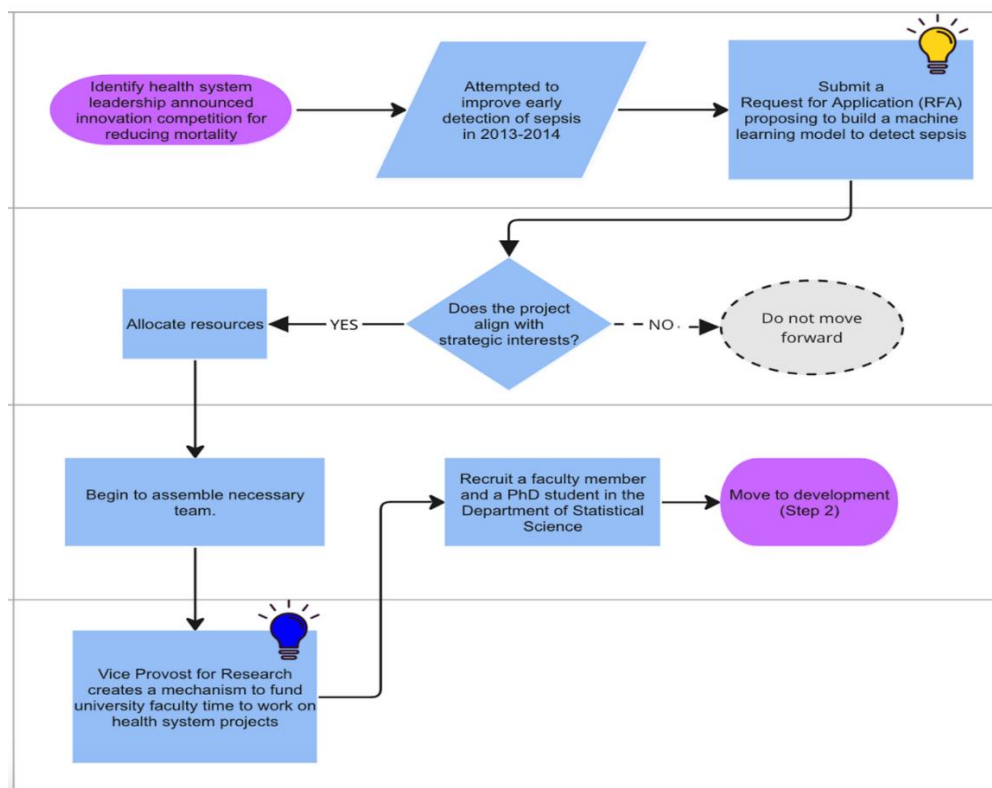 Identify health system
leadership announced
innovation competition for
reducing mortality
Attempted to
improve early
detection of sepsis
in 2013-2014
Submit a
Request for Application (RFA)
proposing to build a machine
learning model to detect sepsis
Allocate resources
YES
Does the project
align with
strategic interests?
NO
Do not move
forward
Begin to assemble necessary
team.
Recruit a faculty member
and a PhD student in the
Department of Statistical
Science
Move to development
(Step 2)
Vice Provost for Research
creates a mechanism to fund
university faculty time to work on
health system projects